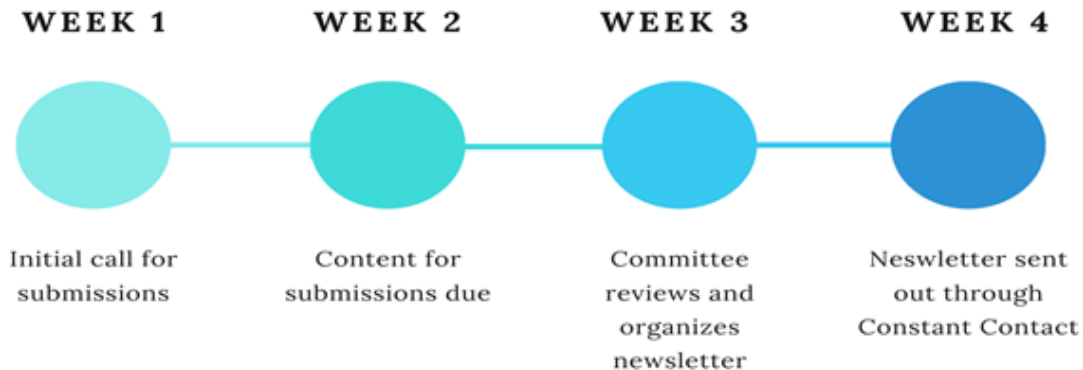 WEEK 1
WEEK 2
WEEK 3
WEEK 4
Initial call for
submissions
Content for
submissions due
Committee
reviews and
organizes
newsletter
Neswletter sent
out through
Constant Contact